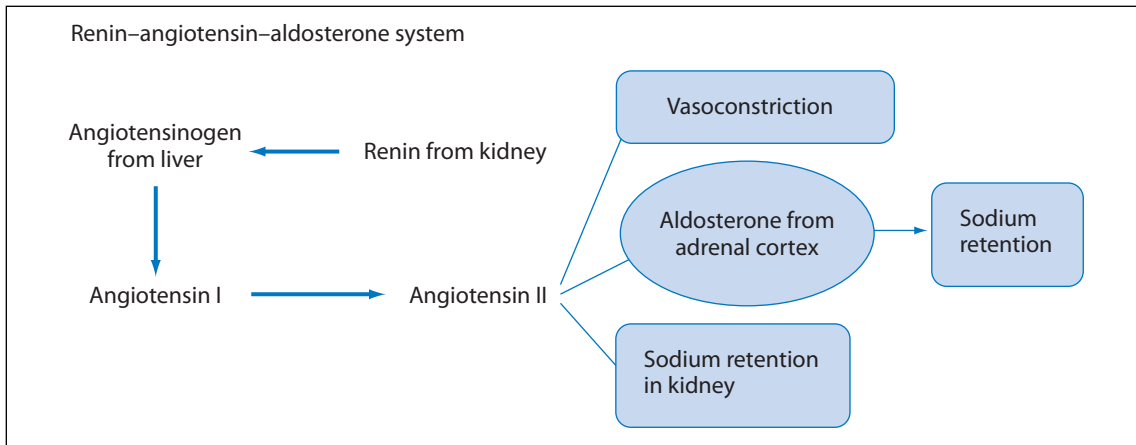 Renin–angiotensin–aldosterone system
Angiotensinogen
from liver
Renin from kidney
Angiotensin I
Angiotensin II
Vasoconstriction
Aldosterone from
adrenal cortex
Sodium
retention
Sodium retention
in kidney